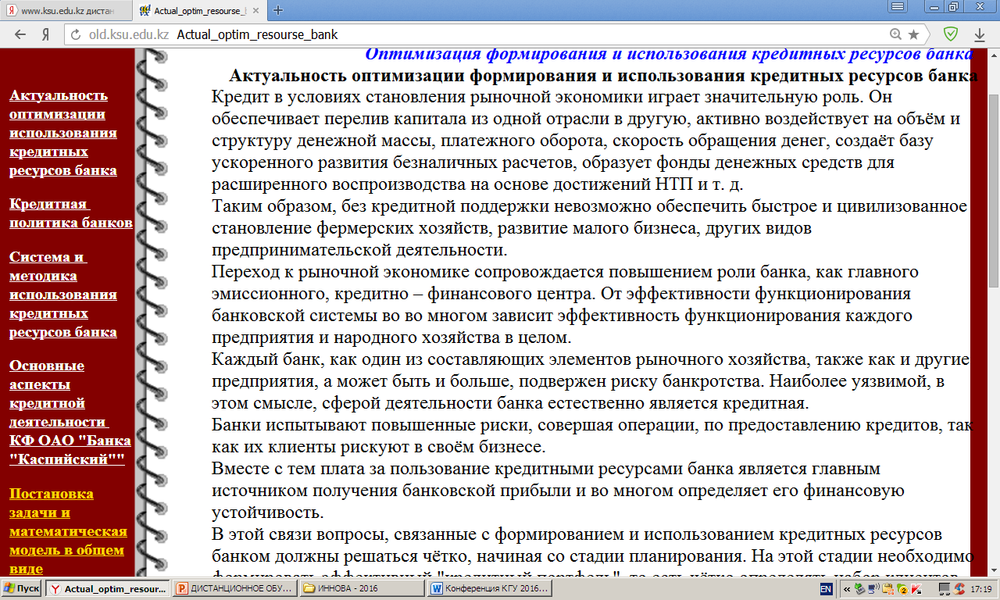 www.ksu.edu.kz дистан
Actual_optim_resourse_b
old.ksu.edu.kz Actual_optim_resourse_bank
Актуальность
оптимизации
использования
кредитных
ресурсов банка
Кредитная
политика банков
Система и
методика
использования
кредитных
ресурсов банка
Основные
аспекты
кредитной
деятельности
КФ ОАО "Банка
"Каспийский""
Постановка
задачи и
математическая
модель в общем
виде
Оптимизация формирования и использования кредитных ресурсов банка
Актуальность оптимизации формирования и использования кредитных ресурсов банка
Кредит в условиях становления рыночной экономики играет значительную роль. Он
обеспечивает перелив капитала из одной отрасли в другую, активно воздействует на объём и
структуру денежной массы, платежного оборота, скорость обращения денег, создаёт базу
ускоренного развития безналичных расчетов, образует фонды денежных средств для
расширенного воспроизводства на основе достижений НТП и т. д.
Таким образом, без кредитной поддержки невозможно обеспечить быстрое и цивилизованное
становление фермерских хозяйств, развитие малого бизнеса, других видов
предпринимательской деятельности.
Переход к рыночной экономике сопровождается повышением роли банка, как главного
эмиссионного, кредитно – финансового центра. От эффективности функционирования
банковской системы во во многом зависит эффективность функционирования каждого
предприятия и народного хозяйства в целом.
Каждый банк, как один из составляющих элементов рыночного хозяйства, также как и другие
предприятия, а может быть и больше, подвержен риску банкротства. Наиболее уязвимой, в
этом смысле, сферой деятельности банка естественно является кредитная.
Банки испытывают повышенные риски, совершая операции, по предоставлению кредитов, так
как их клиенты рискуют в своём бизнесе.
Вместе с тем плата за пользование кредитными ресурсами банка является главным
источником получения банковской прибыли и во многом определяет его финансовую
устойчивость.
В этой связи вопросы, связанные с формированием и использованием кредитных ресурсов
банком должны решаться чётко, начиная со стадии планирования. На этой стадии необходимо
формировать эффективный "кредитный портфель", то есть чётко определять набор клиентов
Пуск
Actual_optim_resour...
ДИСТАНЦИОННОЕ ОБУ...
ИННОВА - 2016
Конференция КГУ 2016...
EN
17:19